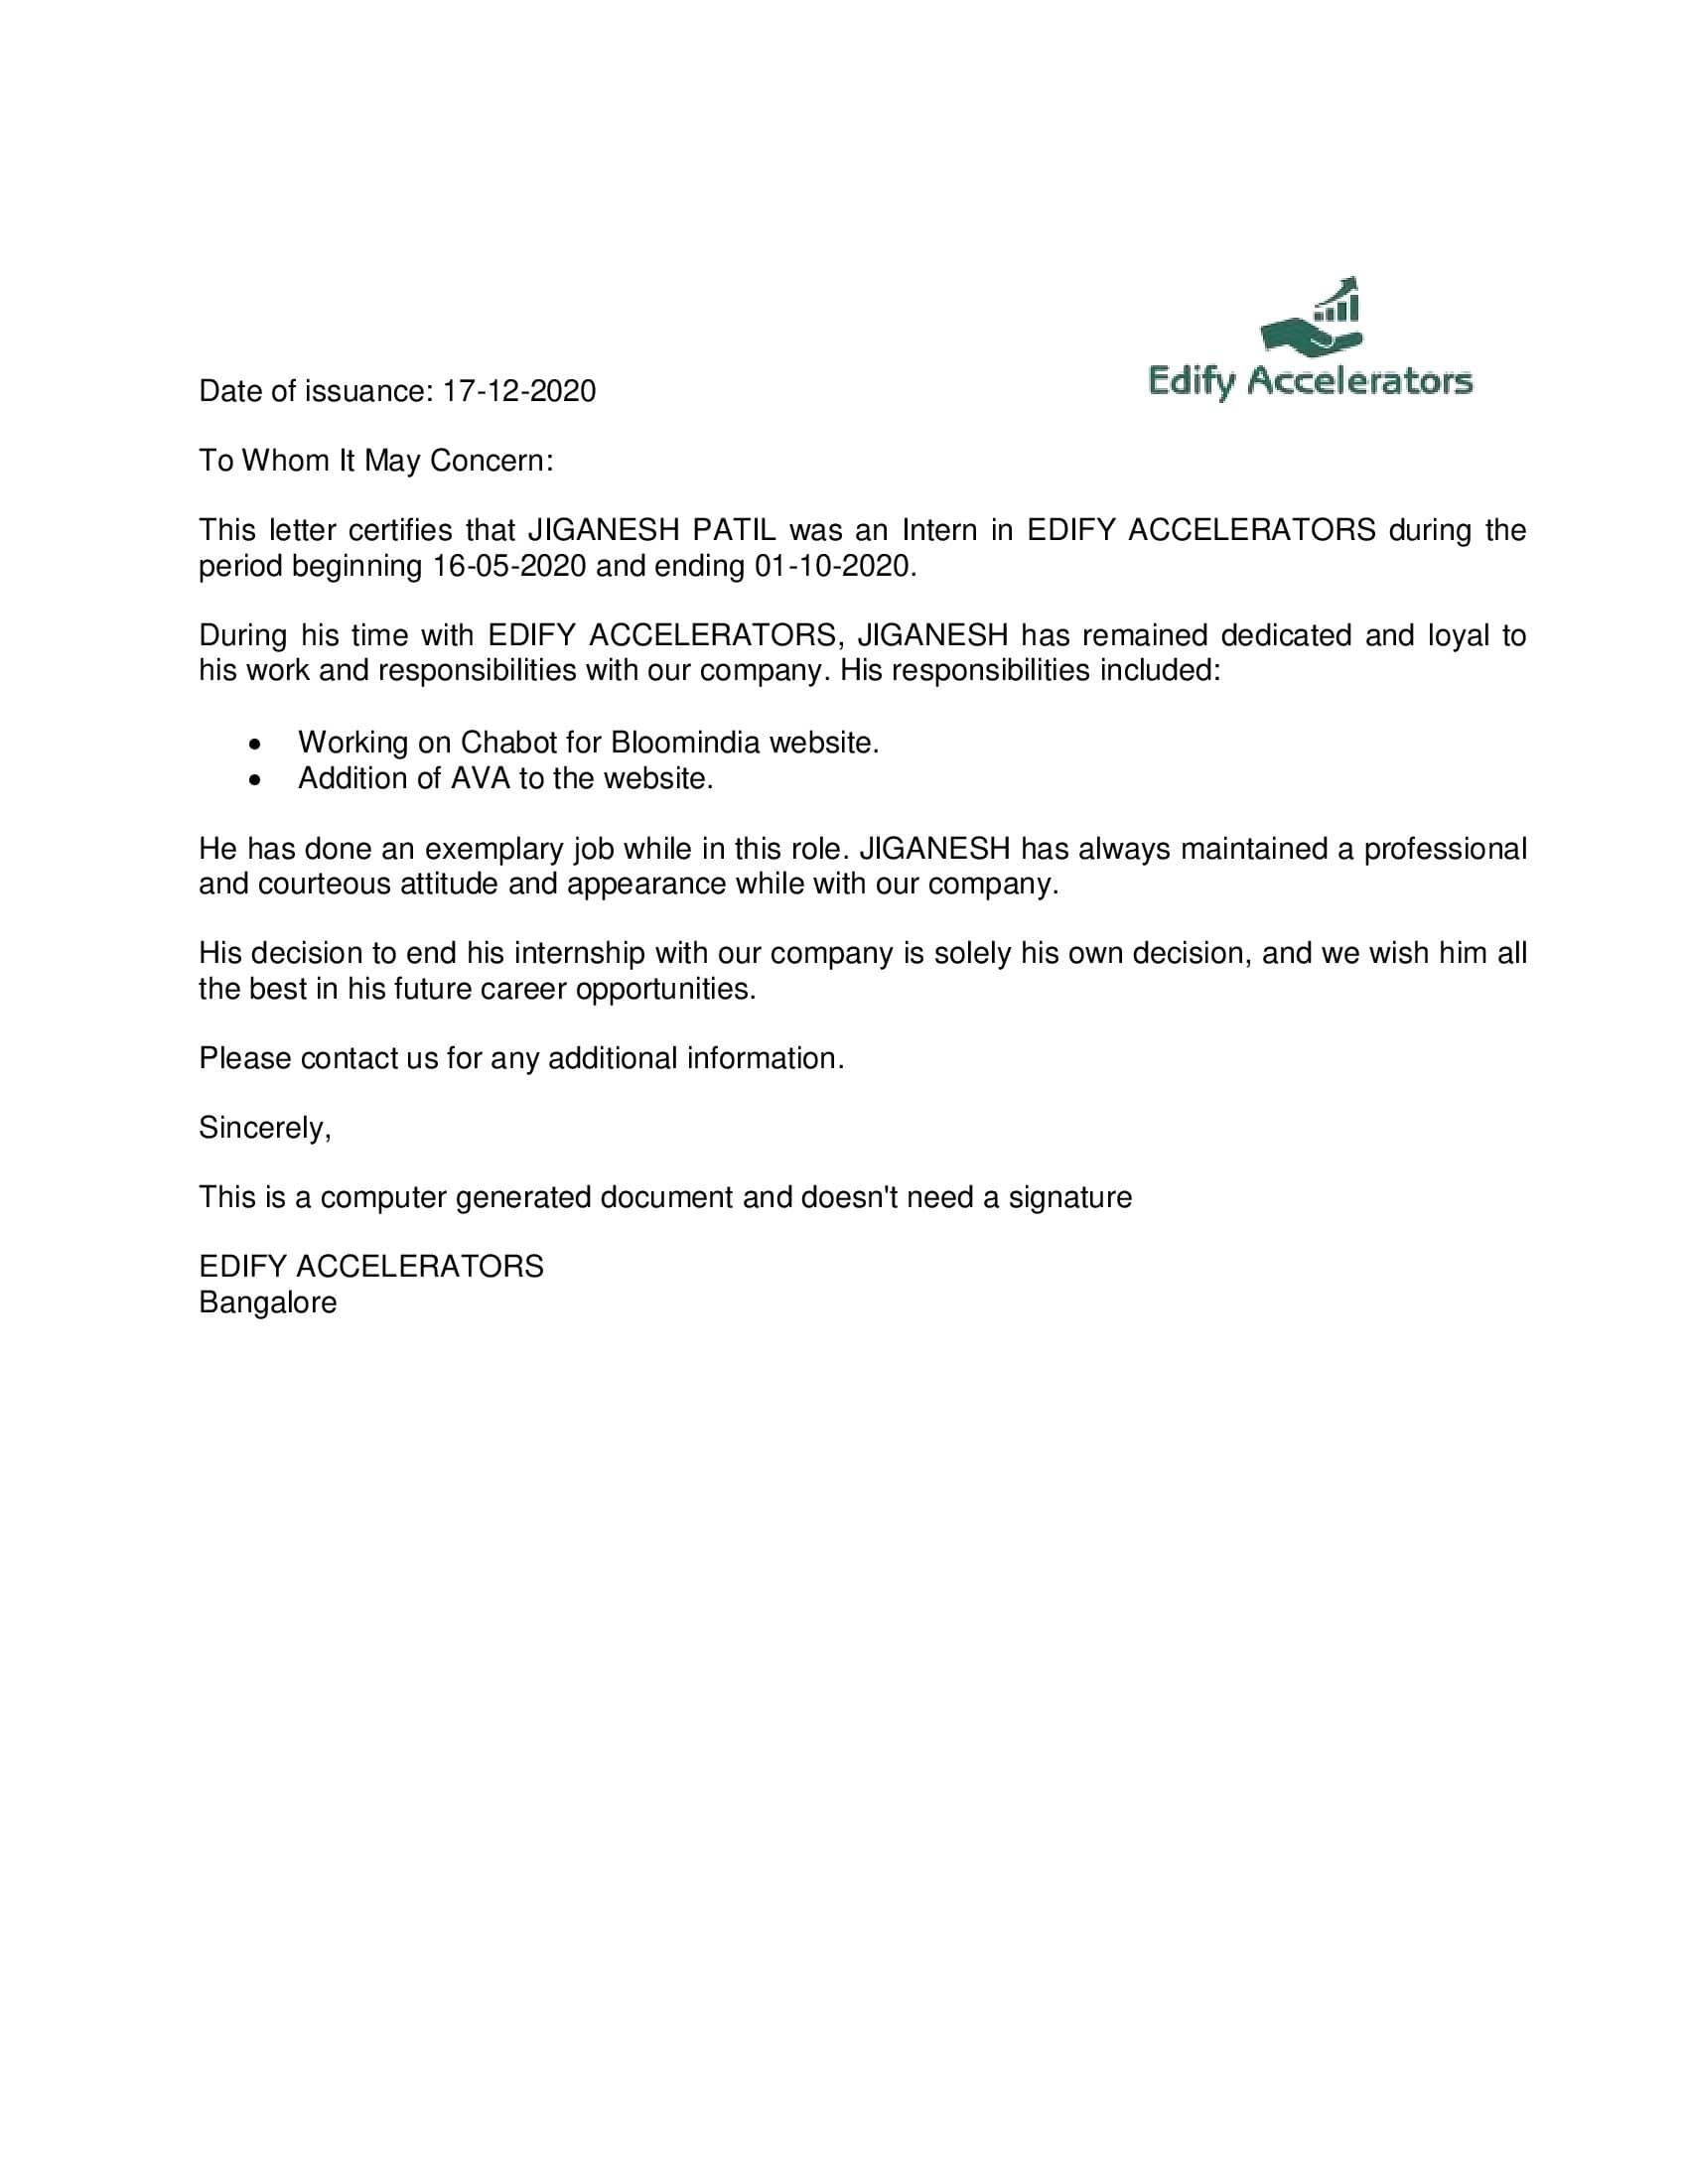 Edify Accelerators
Date of issuance: 17-12-2020
To Whom It May Concern:
This letter certifies that JIGANESH PATIL was an Intern in EDIFY ACCELERATORS during the
period beginning 16-05-2020 and ending 01-10-2020.
During his time with EDIFY ACCELERATORS, JIGANESH has remained dedicated and loyal to
his work and responsibilities with our company. His responsibilities included:
• Working on Chabot for Bloomindia website.
• Addition of AVA to the website.
He has done an exemplary job while in this role. JIGANESH has always maintained a professional
and courteous attitude and appearance while with our company.
His decision to end his internship with our company is solely his own decision, and we wish him all
the best in his future career opportunities.
Please contact us for any additional information.
Sincerely,
This is a computer generated document and doesn't need a signature
EDIFY ACCELERATORS
Bangalore